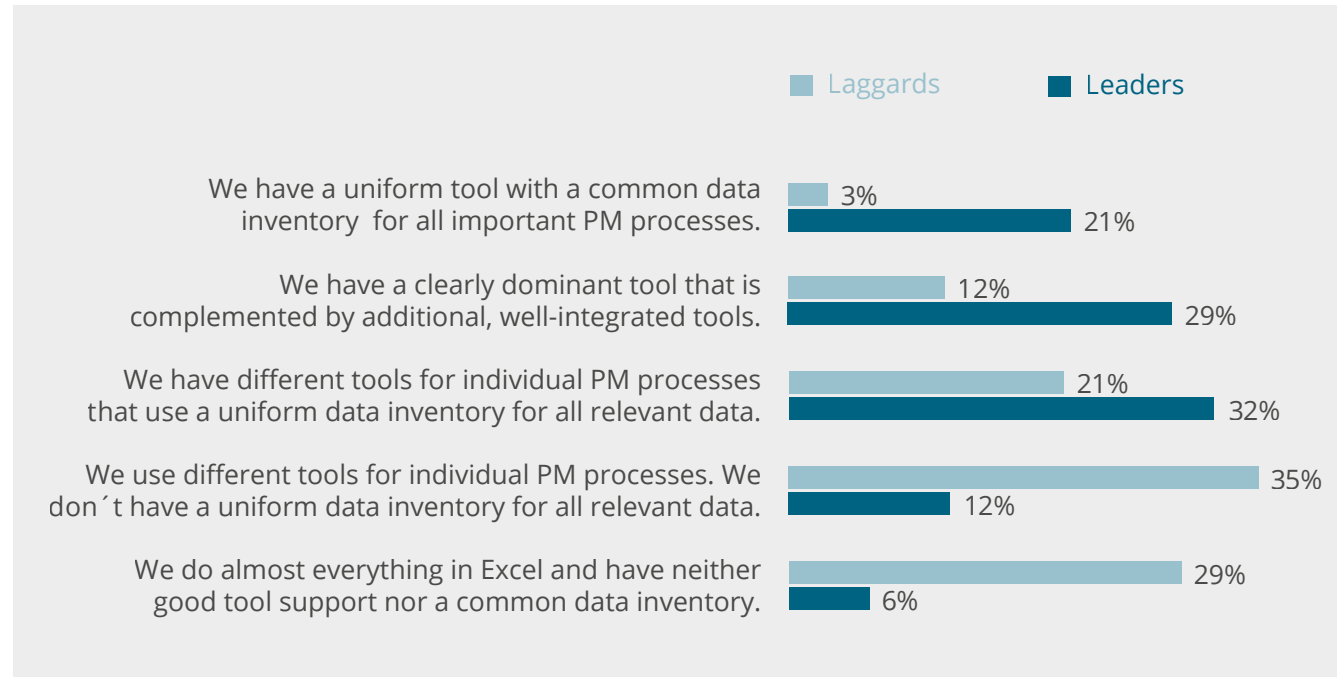 Laggards Leaders
We have a uniform tool with a common data
inventory for all important PM processes.
3%
21%
We have a clearly dominant tool that is
complemented by additional, well-integrated tools.
12%
29%
We have different tools for individual PM processes
that use a uniform data inventory for all relevant data.
21%
32%
We use different tools for individual PM processes. We
don´t have a uniform data inventory for all relevant data.
35%
12%
We do almost everything in Excel and have neither
good tool support nor a common data inventory.
29%
6%